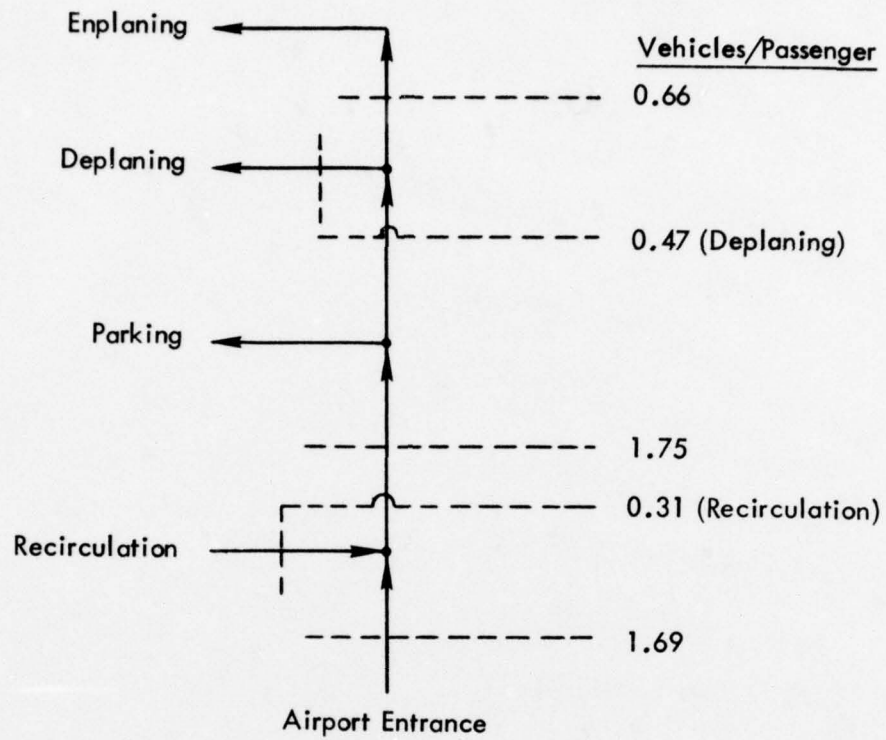 Enplaning
Vehicles/Passenger
0.66
Deplaning
0.47 (Deplaning)
Parking
1.75
0.31 (Recirculation)
Recirculation
1.69
Airport Entrance